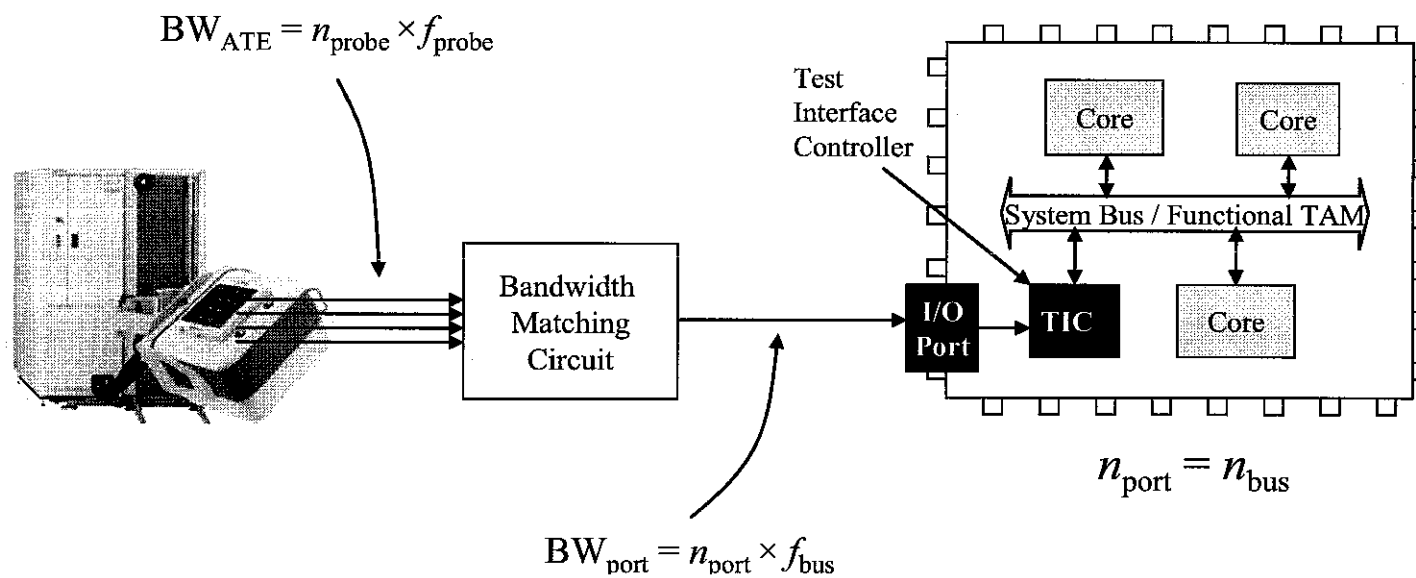 BW_ATE = n_probe × f_probe
Test
Interface
Controller
Core
Core
System Bus / Functional TAM
Bandwidth
Matching
Circuit
I/O
Port
TIC
Core
n_port = n_bus
BW_port = n_port × f_bus